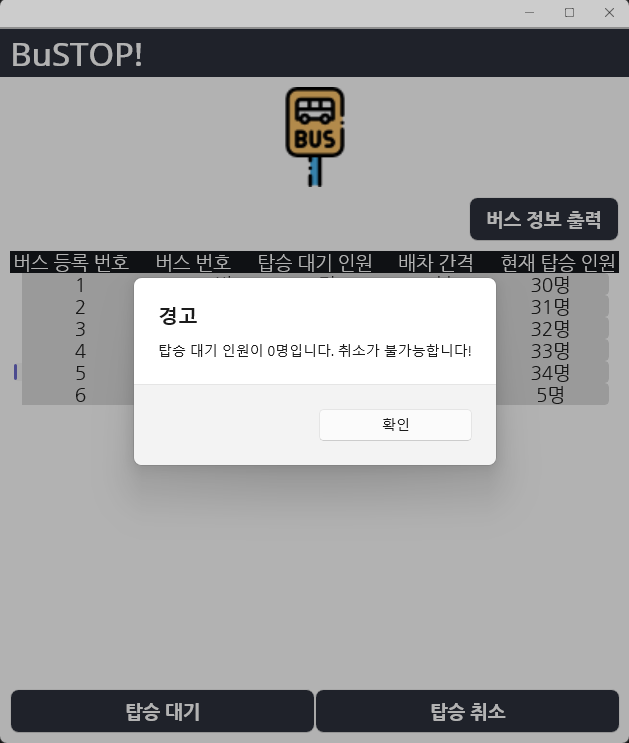 BuSTOP!
BUS
버스 정보 출력
버스 등록 번호 버스 번호 탑승 대기 인원 배차 간격 현재 탑승 인원
1 30명
2 31명
3 32명
4 33명
5 34명
6 5명
경고
탑승 대기 인원이 0명입니다. 취소가 불가능합니다!
확인
탑승 대기 탑승 취소